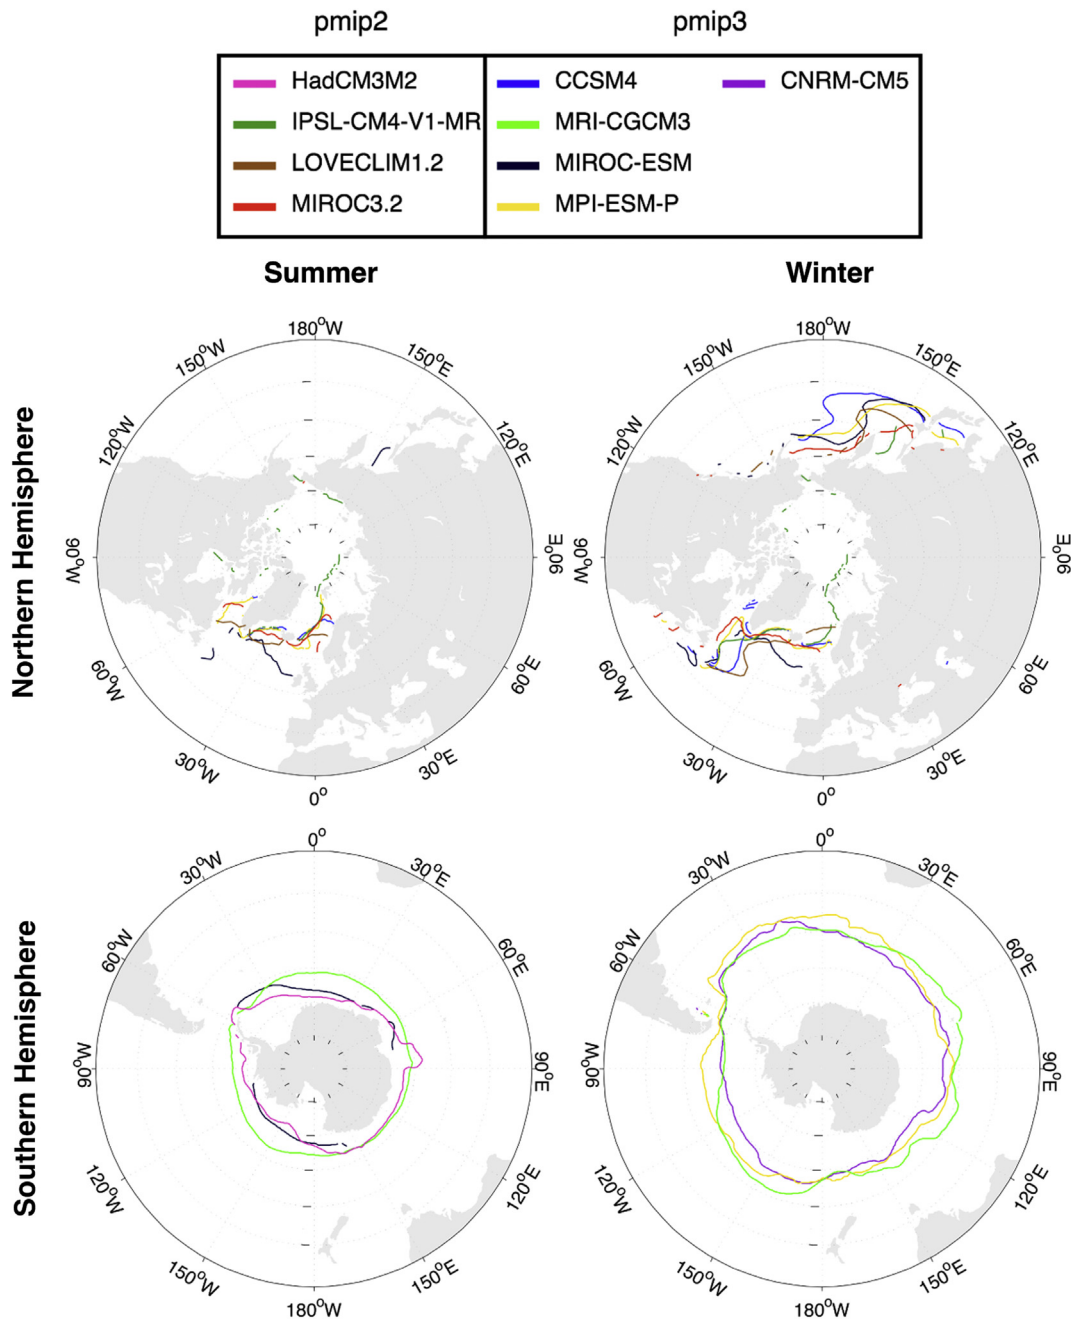 pmip2 pmip3
HadCM3M2 CCSM4 CNRM-CM5
IPSL-CM4-V1-MR MRI-CGCM3
LOVECLIM1.2 MIROC-ESM
MIROC3.2 MPI-ESM-P
Summer Winter
Northern Hemisphere
180°W
150°W 150°E
120°W 120°E
90°W 90°E
60°W 60°E
30°W 30°E
0°
180°W
150°W 150°E
120°W 120°E
90°W 90°E
60°W 60°E
30°W 30°E
0°
Southern Hemisphere
0°
30°W 30°E
60°W 60°E
90°W 90°E
120°W 120°E
150°W 150°E
180°W
0°
30°W 30°E
60°W 60°E
90°W 90°E
120°W 120°E
150°W 150°E
180°W